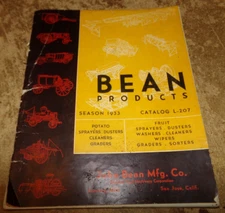 BEAN
PRODUCTS
SEASON 1933 CATALOG L-207
POTATO
SPRAYERS DUSTERS
CLEANERS
GRADERS
FRUIT
SPRAYERS - DUSTERS
WASHERS - CLEANERS
WIPERS
GRADERS - SORTERS
Bean Mfg. Co.
San Jose, Calif.